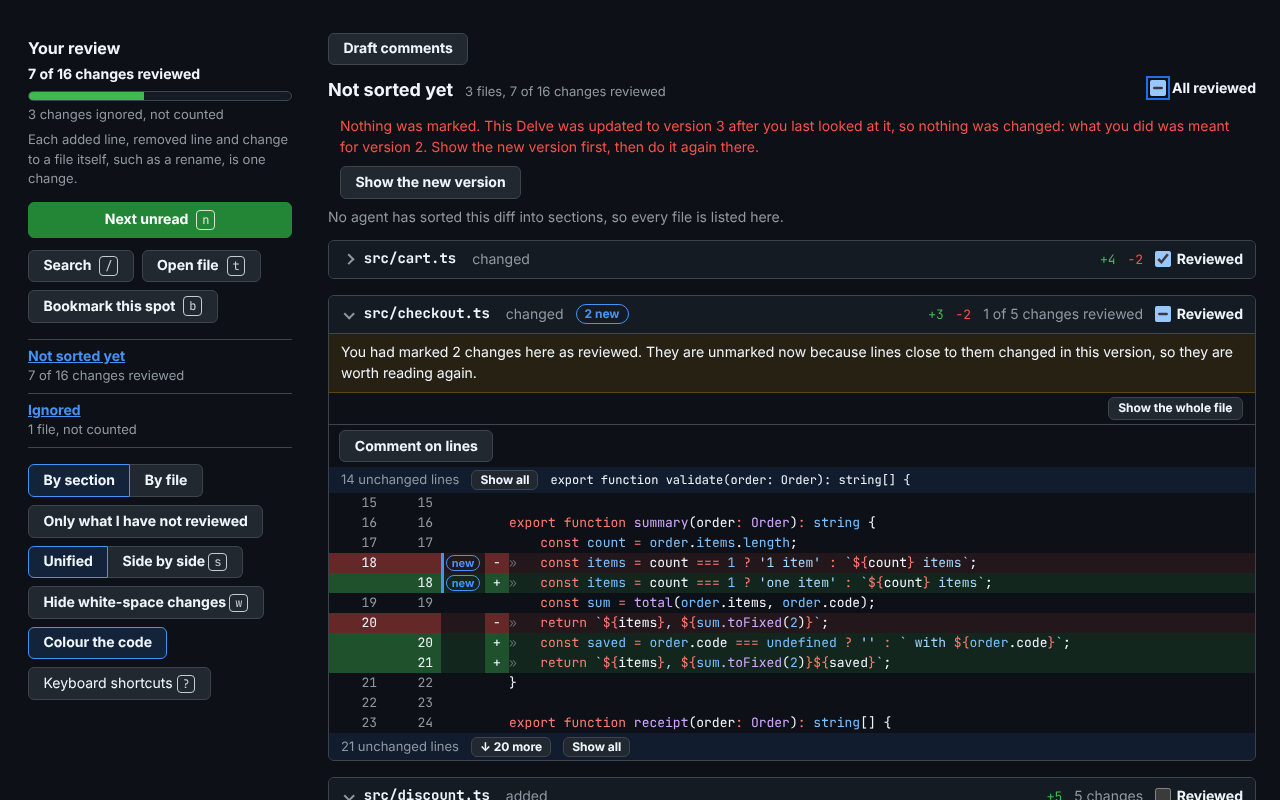 Your review
7 of 16 changes reviewed
3 changes ignored, not counted
Each added line, removed line and change
to a file itself, such as a rename, is one
change.
Next unread n
Search / Open file t
Bookmark this spot b
Not sorted yet
7 of 16 changes reviewed
Ignored
1 file, not counted
By section By file
Only what I have not reviewed
Unified Side by side s
Hide white-space changes w
Colour the code
Keyboard shortcuts ?
Draft comments
Not sorted yet 3 files, 7 of 16 changes reviewed All reviewed
Nothing was marked. This Delve was updated to version 3 after you last looked at it, so nothing was changed: what you did was meant
for version 2. Show the new version first, then do it again there.
Show the new version
No agent has sorted this diff into sections, so every file is listed here.
src/cart.ts changed +4 -2 Reviewed
src/checkout.ts changed 2 new +3 -2 1 of 5 changes reviewed Reviewed
You had marked 2 changes here as reviewed. They are unmarked now because lines close to them changed in this version, so they are
worth reading again.
Show the whole file
Comment on lines
14 unchanged lines Show all export function validate(order: Order): string[] {
15 15
16 16 export function summary(order: Order): string {
17 17 const count = order.items.length;
18 new - » const items = count === 1 ? '1 item' : `${count} items`;
18 new + » const items = count === 1 ? 'one item' : `${count} items`;
19 19 const sum = total(order.items, order.code);
20 - » return `${items}, ${sum.toFixed(2)}`;
20 + » const saved = order.code === undefined ? '' : ` with ${order.code}`;
21 + » return `${items}, ${sum.toFixed(2)}${saved}`;
21 22 }
22 23
23 24 export function receipt(order: Order): string[] {
21 unchanged lines ↓ 20 more Show all
src/discount.ts added +5 5 changes Reviewed